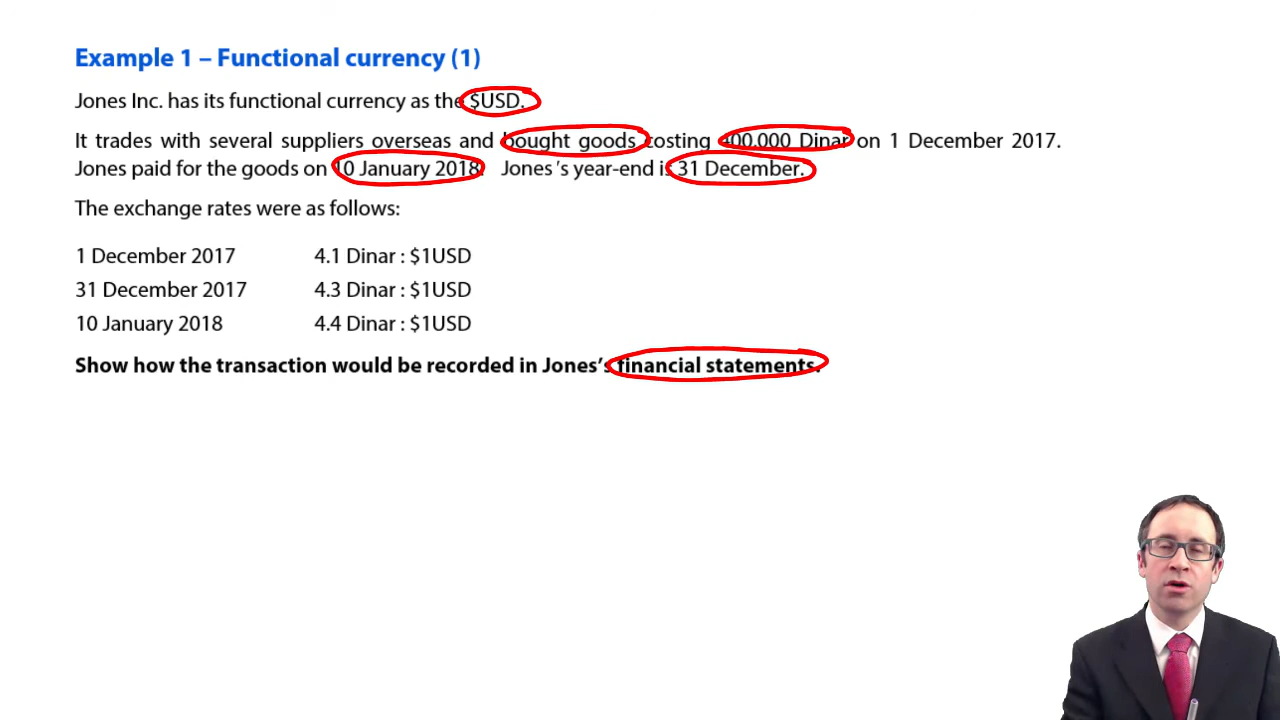 Example 1 – Functional currency (1)
Jones Inc. has its functional currency as the $USD.
It trades with several suppliers overseas and bought goods costing 00,000 Dinar on 1 December 2017.
Jones paid for the goods on 10 January 2018. Jones's year-end is 31 December.
The exchange rates were as follows:
1 December 2017 4.1 Dinar : $1USD
31 December 2017 4.3 Dinar : $1USD
10 January 2018 4.4 Dinar : $1USD
Show how the transaction would be recorded in Jones's financial statements.